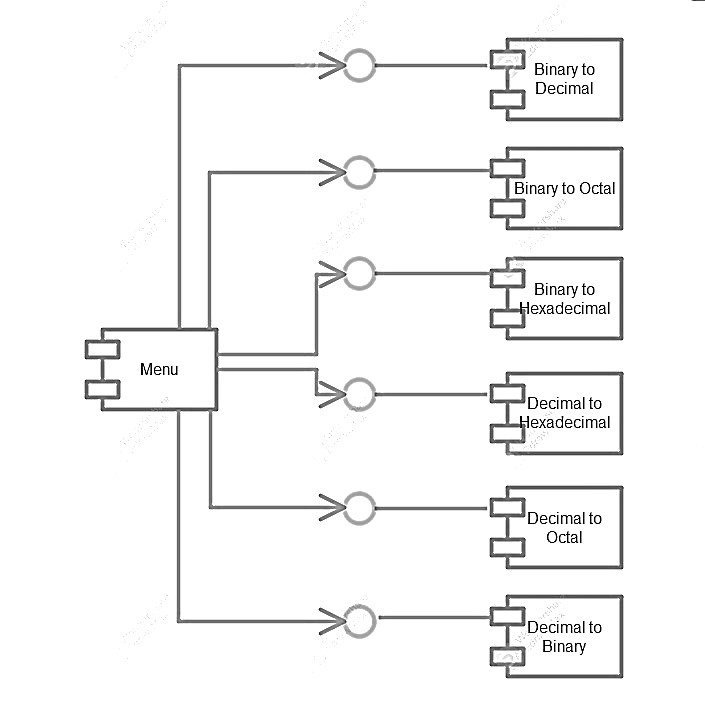 Binary to
Decimal
Binary to Octal
Binary to
Hexadecimal
Menu
Decimal to
Hexadecimal
Decimal to
Octal
Decimal to
Binary